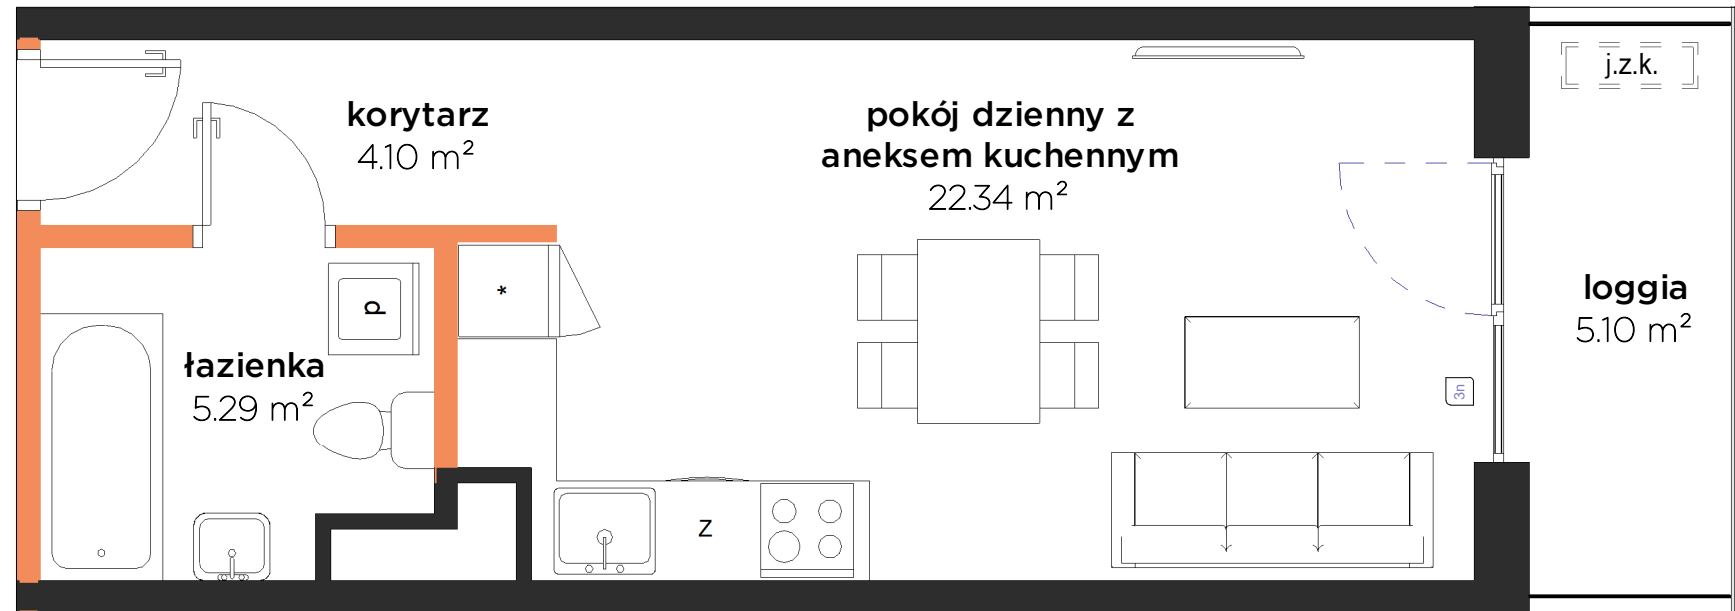 korytarz
4.10 m²
pokój dzienny z
aneksem kuchennym
22.34 m²
j.z.k.
loggia
5.10 m²
łazienka
5.29 m²
p
*
z
3n